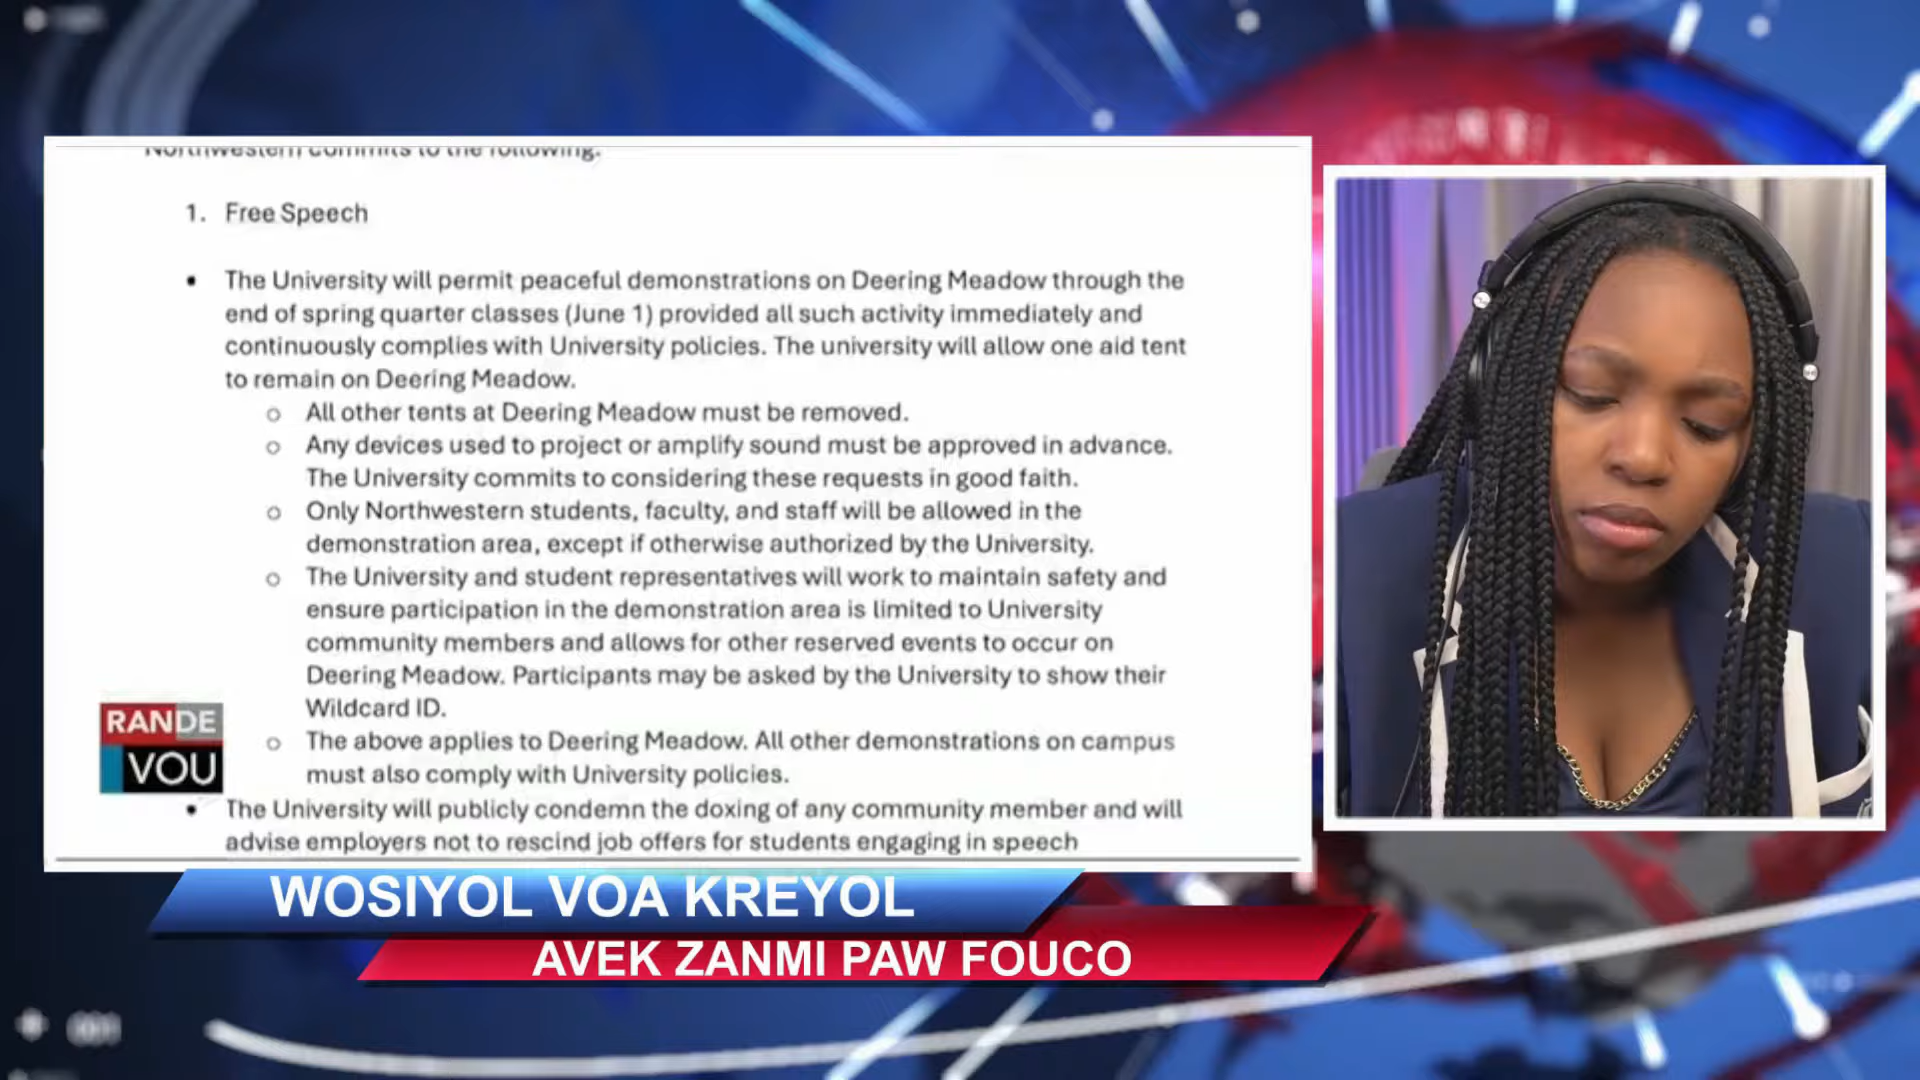 Northwestern commits to the following:
1. Free Speech
• The University will permit peaceful demonstrations on Deering Meadow through the
end of spring quarter classes (June 1) provided all such activity immediately and
continuously complies with University policies. The university will allow one aid tent
to remain on Deering Meadow.
o All other tents at Deering Meadow must be removed.
o Any devices used to project or amplify sound must be approved in advance.
The University commits to considering these requests in good faith.
o Only Northwestern students, faculty, and staff will be allowed in the
demonstration area, except if otherwise authorized by the University.
o The University and student representatives will work to maintain safety and
ensure participation in the demonstration area is limited to University
community members and allows for other reserved events to occur on
Deering Meadow. Participants may be asked by the University to show their
Wildcard ID.
o The above applies to Deering Meadow. All other demonstrations on campus
must also comply with University policies.
• The University will publicly condemn the doxing of any community member and will
advise employers not to rescind job offers for students engaging in speech
RANDE
VOU
WOSIYOL VOA KREYOL
AVEK ZANMI PAW FOUCO